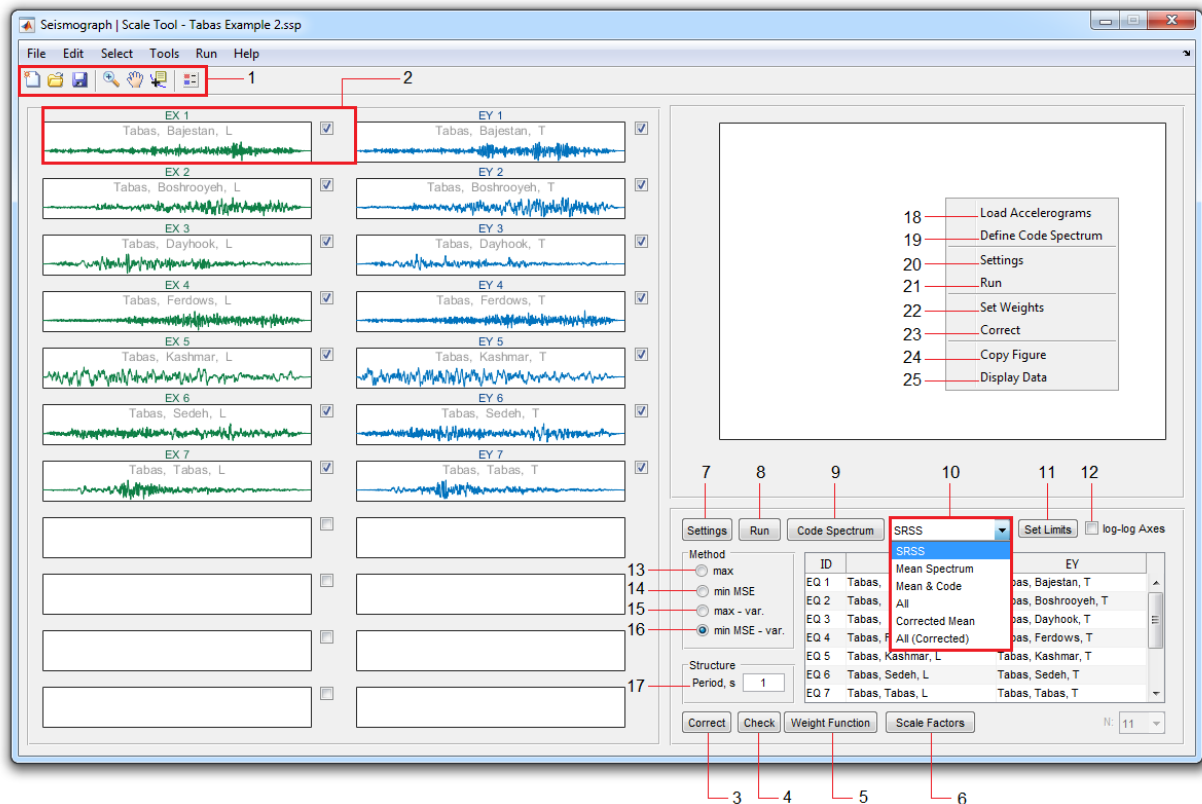 Seismograph | Scale Tool - Tabas Example 2.ssp
File Edit Select Tools Run Help
1
2
EX 1
Tabas, Bajestan, L
EY 1
Tabas, Bajestan, T
EX 2
Tabas, Boshrooyeh, L
EY 2
Tabas, Boshrooyeh, T
EX 3
Tabas, Dayhook, L
EY 3
Tabas, Dayhook, T
EX 4
Tabas, Ferdows, L
EY 4
Tabas, Ferdows, T
EX 5
Tabas, Kashmar, L
EY 5
Tabas, Kashmar, T
EX 6
Tabas, Sedeh, L
EY 6
Tabas, Sedeh, T
EX 7
Tabas, Tabas, L
EY 7
Tabas, Tabas, T
18 Load Accelerograms
19 Define Code Spectrum
20 Settings
21 Run
22 Set Weights
23 Correct
24 Copy Figure
25 Display Data
7 8 9 10 11 12
Settings Run Code Spectrum SRSS Set Limits log-log Axes
SRSS
Mean Spectrum
Mean & Code
All
Corrected Mean
All (Corrected)
Method
13 max
14 min MSE
15 max - var.
16 min MSE - var.
Structure
17 Period, s 1
ID EY
EQ 1 Tabas, Bajestan, T
EQ 2 Tabas, Boshrooyeh, T
EQ 3 Tabas, Dayhook, T
EQ 4 Tabas, Ferdows, T
EQ 5 Tabas, Kashmar, L Tabas, Kashmar, T
EQ 6 Tabas, Sedeh, L Tabas, Sedeh, T
EQ 7 Tabas, Tabas, L Tabas, Tabas, T
Correct Check Weight Function Scale Factors N: 11
3 4 5 6